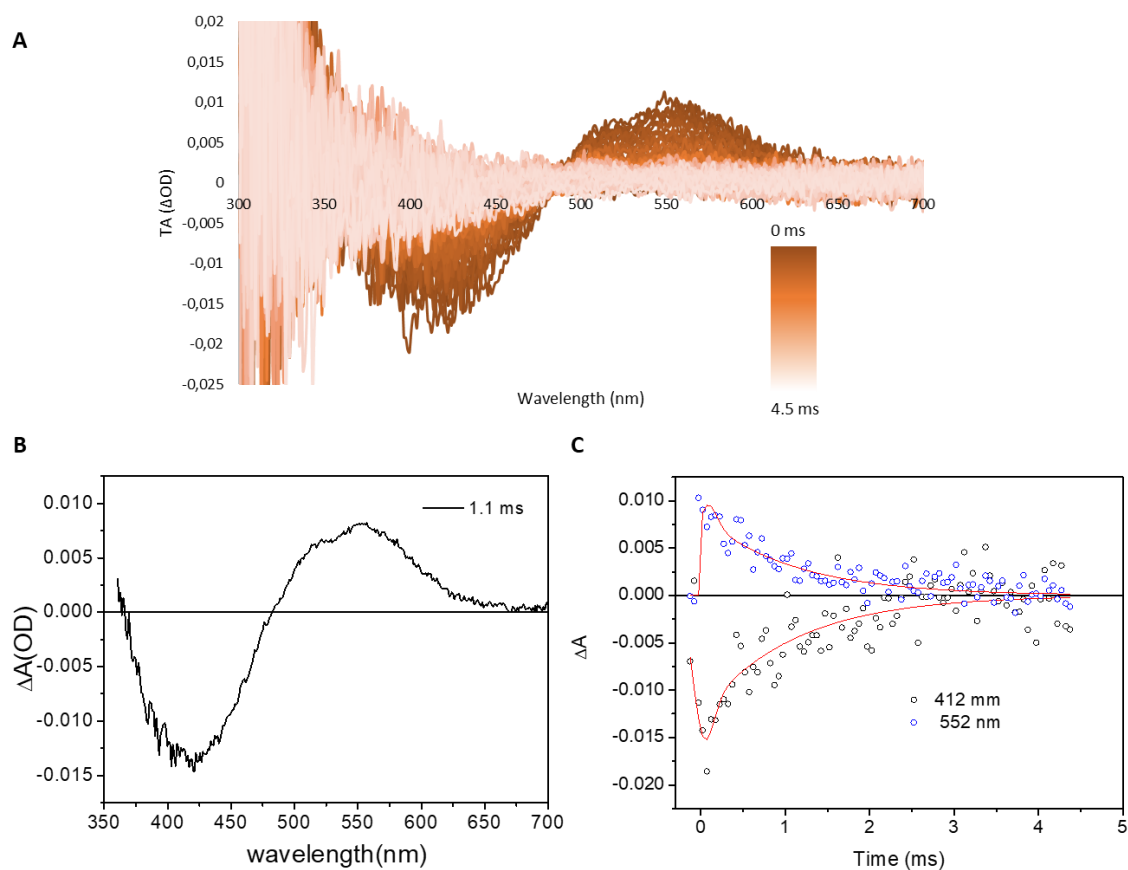 A
0,02
0,015
0,01
0,005
0
-0,005
-0,01
-0,015
-0,02
-0,025
TA (ΔOD)
300 350 400 450 500 550 600 650 700
Wavelength (nm)
0 ms
4.5 ms
B
0.010
0.005
0.000
-0.005
-0.010
-0.015
ΔA(OD)
1.1 ms
350 400 450 500 550 600 650 700
wavelength(nm)
C
0.010
0.005
0.000
-0.005
-0.010
-0.015
-0.020
ΔA
412 mm
552 nm
0 1 2 3 4 5
Time (ms)